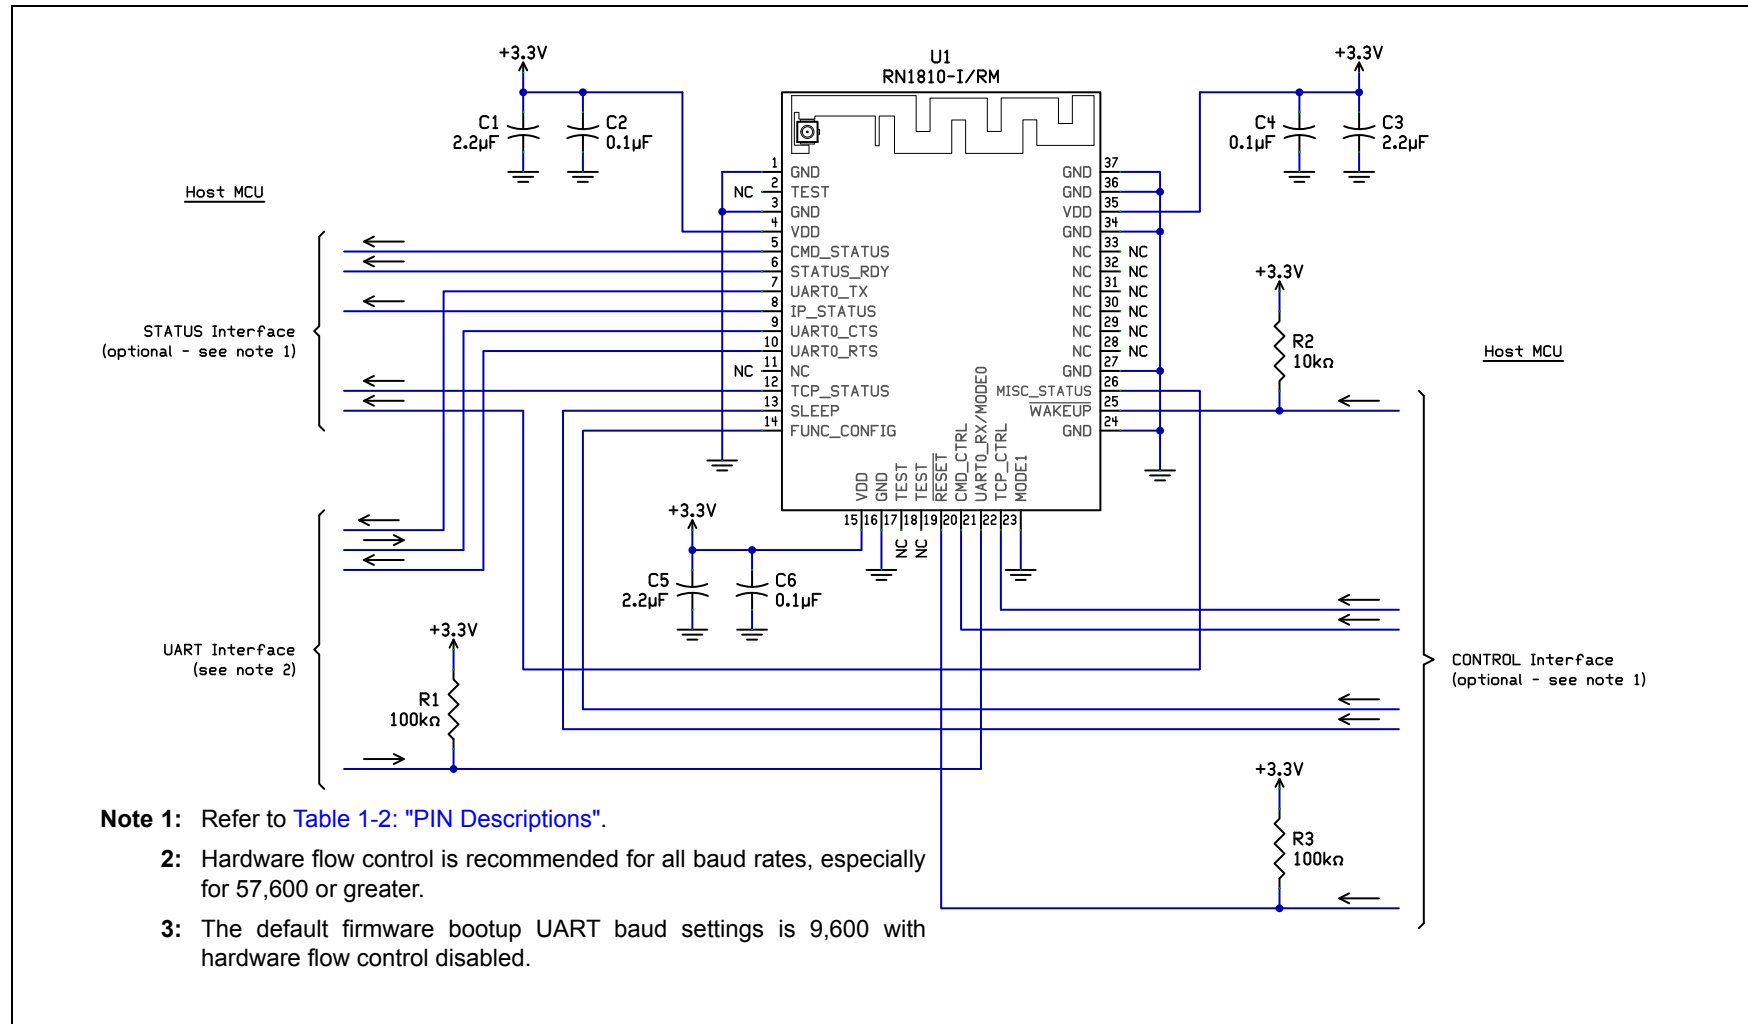 +3.3V
C1
2.2µF
C2
0.1µF
U1
RN1810-I/RM
+3.3V
C4
0.1µF
C3
2.2µF
Host MCU
STATUS Interface
(optional - see note 1)
UART Interface
(see note 2)
1 GND
NC 2 TEST
3 GND
4 VDD
5 CMD_STATUS
6 STATUS_RDY
7 UART0_TX
8 IP_STATUS
9 UART0_CTS
10 UART0_RTS
NC 11 NC
12 TCP_STATUS
13 SLEEP
14 FUNC_CONFIG
GND 37
GND 36
VDD 35
GND 34
NC 33 NC
NC 32 NC
NC 31 NC
NC 30 NC
NC 29 NC
NC 28 NC
GND 27
MISC_STATUS 26
WAKEUP 25
GND 24
VDD
GND
TEST
TEST
RESET
CMD_CTRL
UART0_RX/MODE0
TCP_CTRL
MODE1
15 16 17 18 19 20 21 22 23
NC
NC
+3.3V
C5
2.2µF
C6
0.1µF
+3.3V
R1
100kΩ
+3.3V
R2
10kΩ
Host MCU
CONTROL Interface
(optional - see note 1)
+3.3V
R3
100kΩ
Note 1: Refer to Table 1-2: "PIN Descriptions".
2: Hardware flow control is recommended for all baud rates, especially
for 57,600 or greater.
3: The default firmware bootup UART baud settings is 9,600 with
hardware flow control disabled.